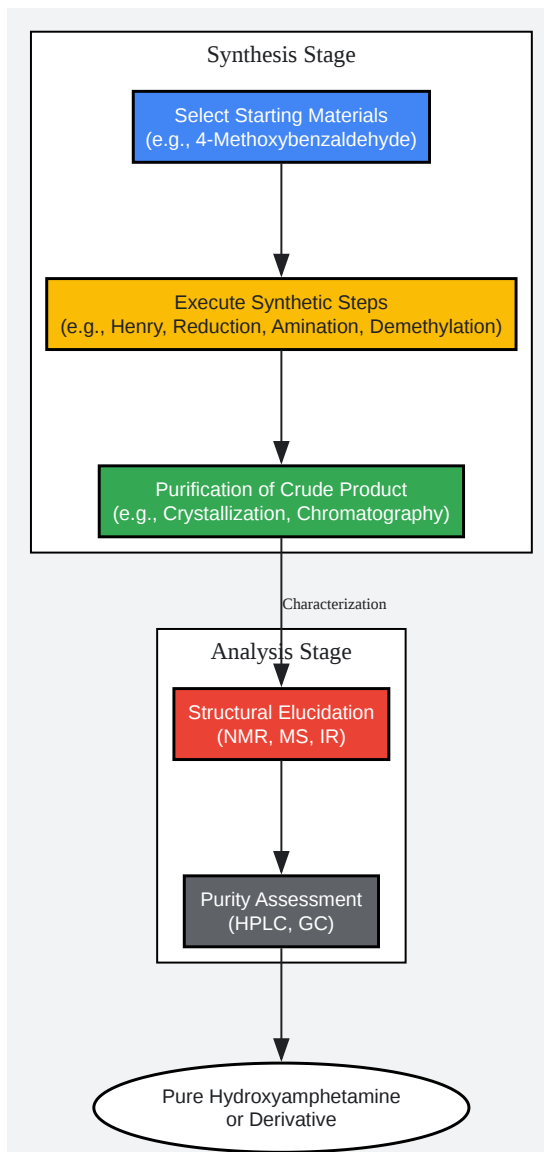 Synthesis Stage
Select Starting Materials
(e.g., 4-Methoxybenzaldehyde)
Execute Synthetic Steps
(e.g., Henry, Reduction, Amination, Demethylation)
Purification of Crude Product
(e.g., Crystallization, Chromatography)
Characterization
Analysis Stage
Structural Elucidation
(NMR, MS, IR)
Purity Assessment
(HPLC, GC)
Pure Hydroxyamphetamine
or Derivative